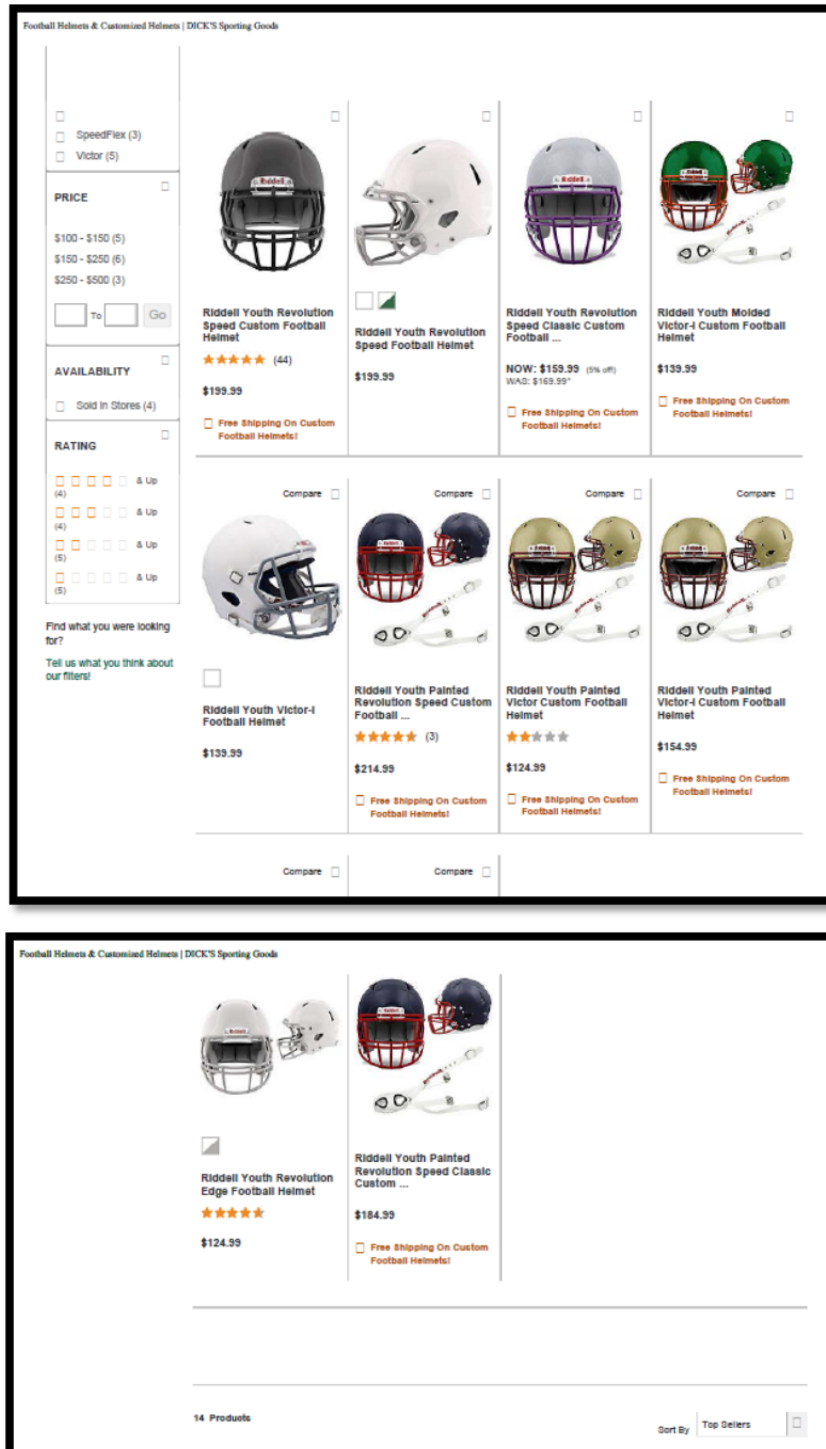 Football Helmets & Customized Helmets | DICK'S Sporting Goods
SpeedFlex (3)
Victor (5)
PRICE
$100 - $150 (5)
$150 - $250 (6)
$250 - $500 (3)
To
Go
AVAILABILITY
Sold In Stores (4)
RATING
& Up
(4)
& Up
(4)
& Up
(5)
& Up
(5)
Find what you were looking
for?
Tell us what you think about
our filters!
Riddell
Riddell Youth Revolution
Speed Custom Football
Helmet
(44)
$199.99
Free Shipping On Custom
Football Helmets!
Riddell Youth Revolution
Speed Football Helmet
$199.99
Riddell
Riddell Youth Revolution
Speed Classic Custom
Football ...
NOW: $159.99 (5% off!)
WAS: $169.99*
Free Shipping On Custom
Football Helmets!
Riddell Youth Molded
Victor-I Custom Football
Helmet
$139.99
Free Shipping On Custom
Football Helmets!
Compare
Riddell Youth Victor-I
Football Helmet
$139.99
Compare
Riddell Youth Painted
Revolution Speed Custom
Football ...
(3)
$214.99
Free Shipping On Custom
Football Helmets!
Compare
Riddell Youth Painted
Victor Custom Football
Helmet
$124.99
Free Shipping On Custom
Football Helmets!
Compare
Riddell Youth Painted
Victor-I Custom Football
Helmet
$154.99
Free Shipping On Custom
Football Helmets!
Compare
Compare
Football Helmets & Customized Helmets | DICK'S Sporting Goods
Riddell Youth Revolution
Edge Football Helmet
$124.99
Riddell Youth Painted
Revolution Speed Classic
Custom ...
$184.99
Free Shipping On Custom
Football Helmets!
14 Products
Sort By
Top Sellers